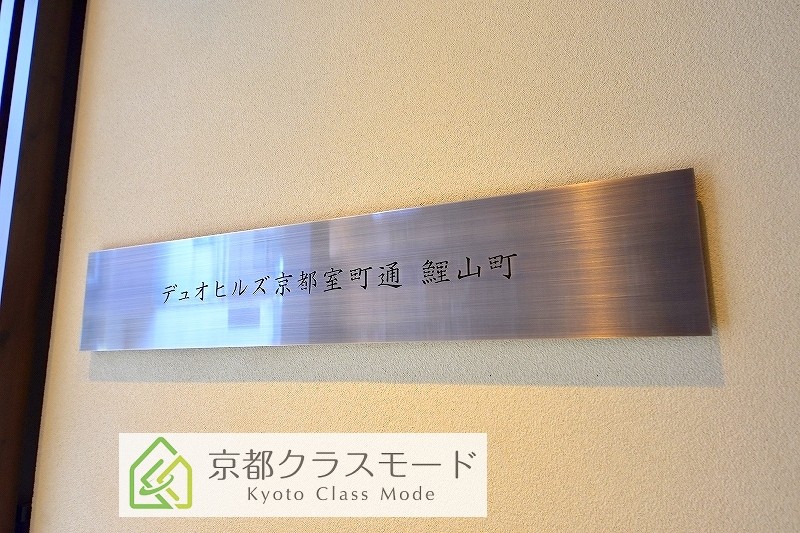 デュオヒルズ京都室町通 鯉山町
京都クラスモード
Kyoto Class Mode